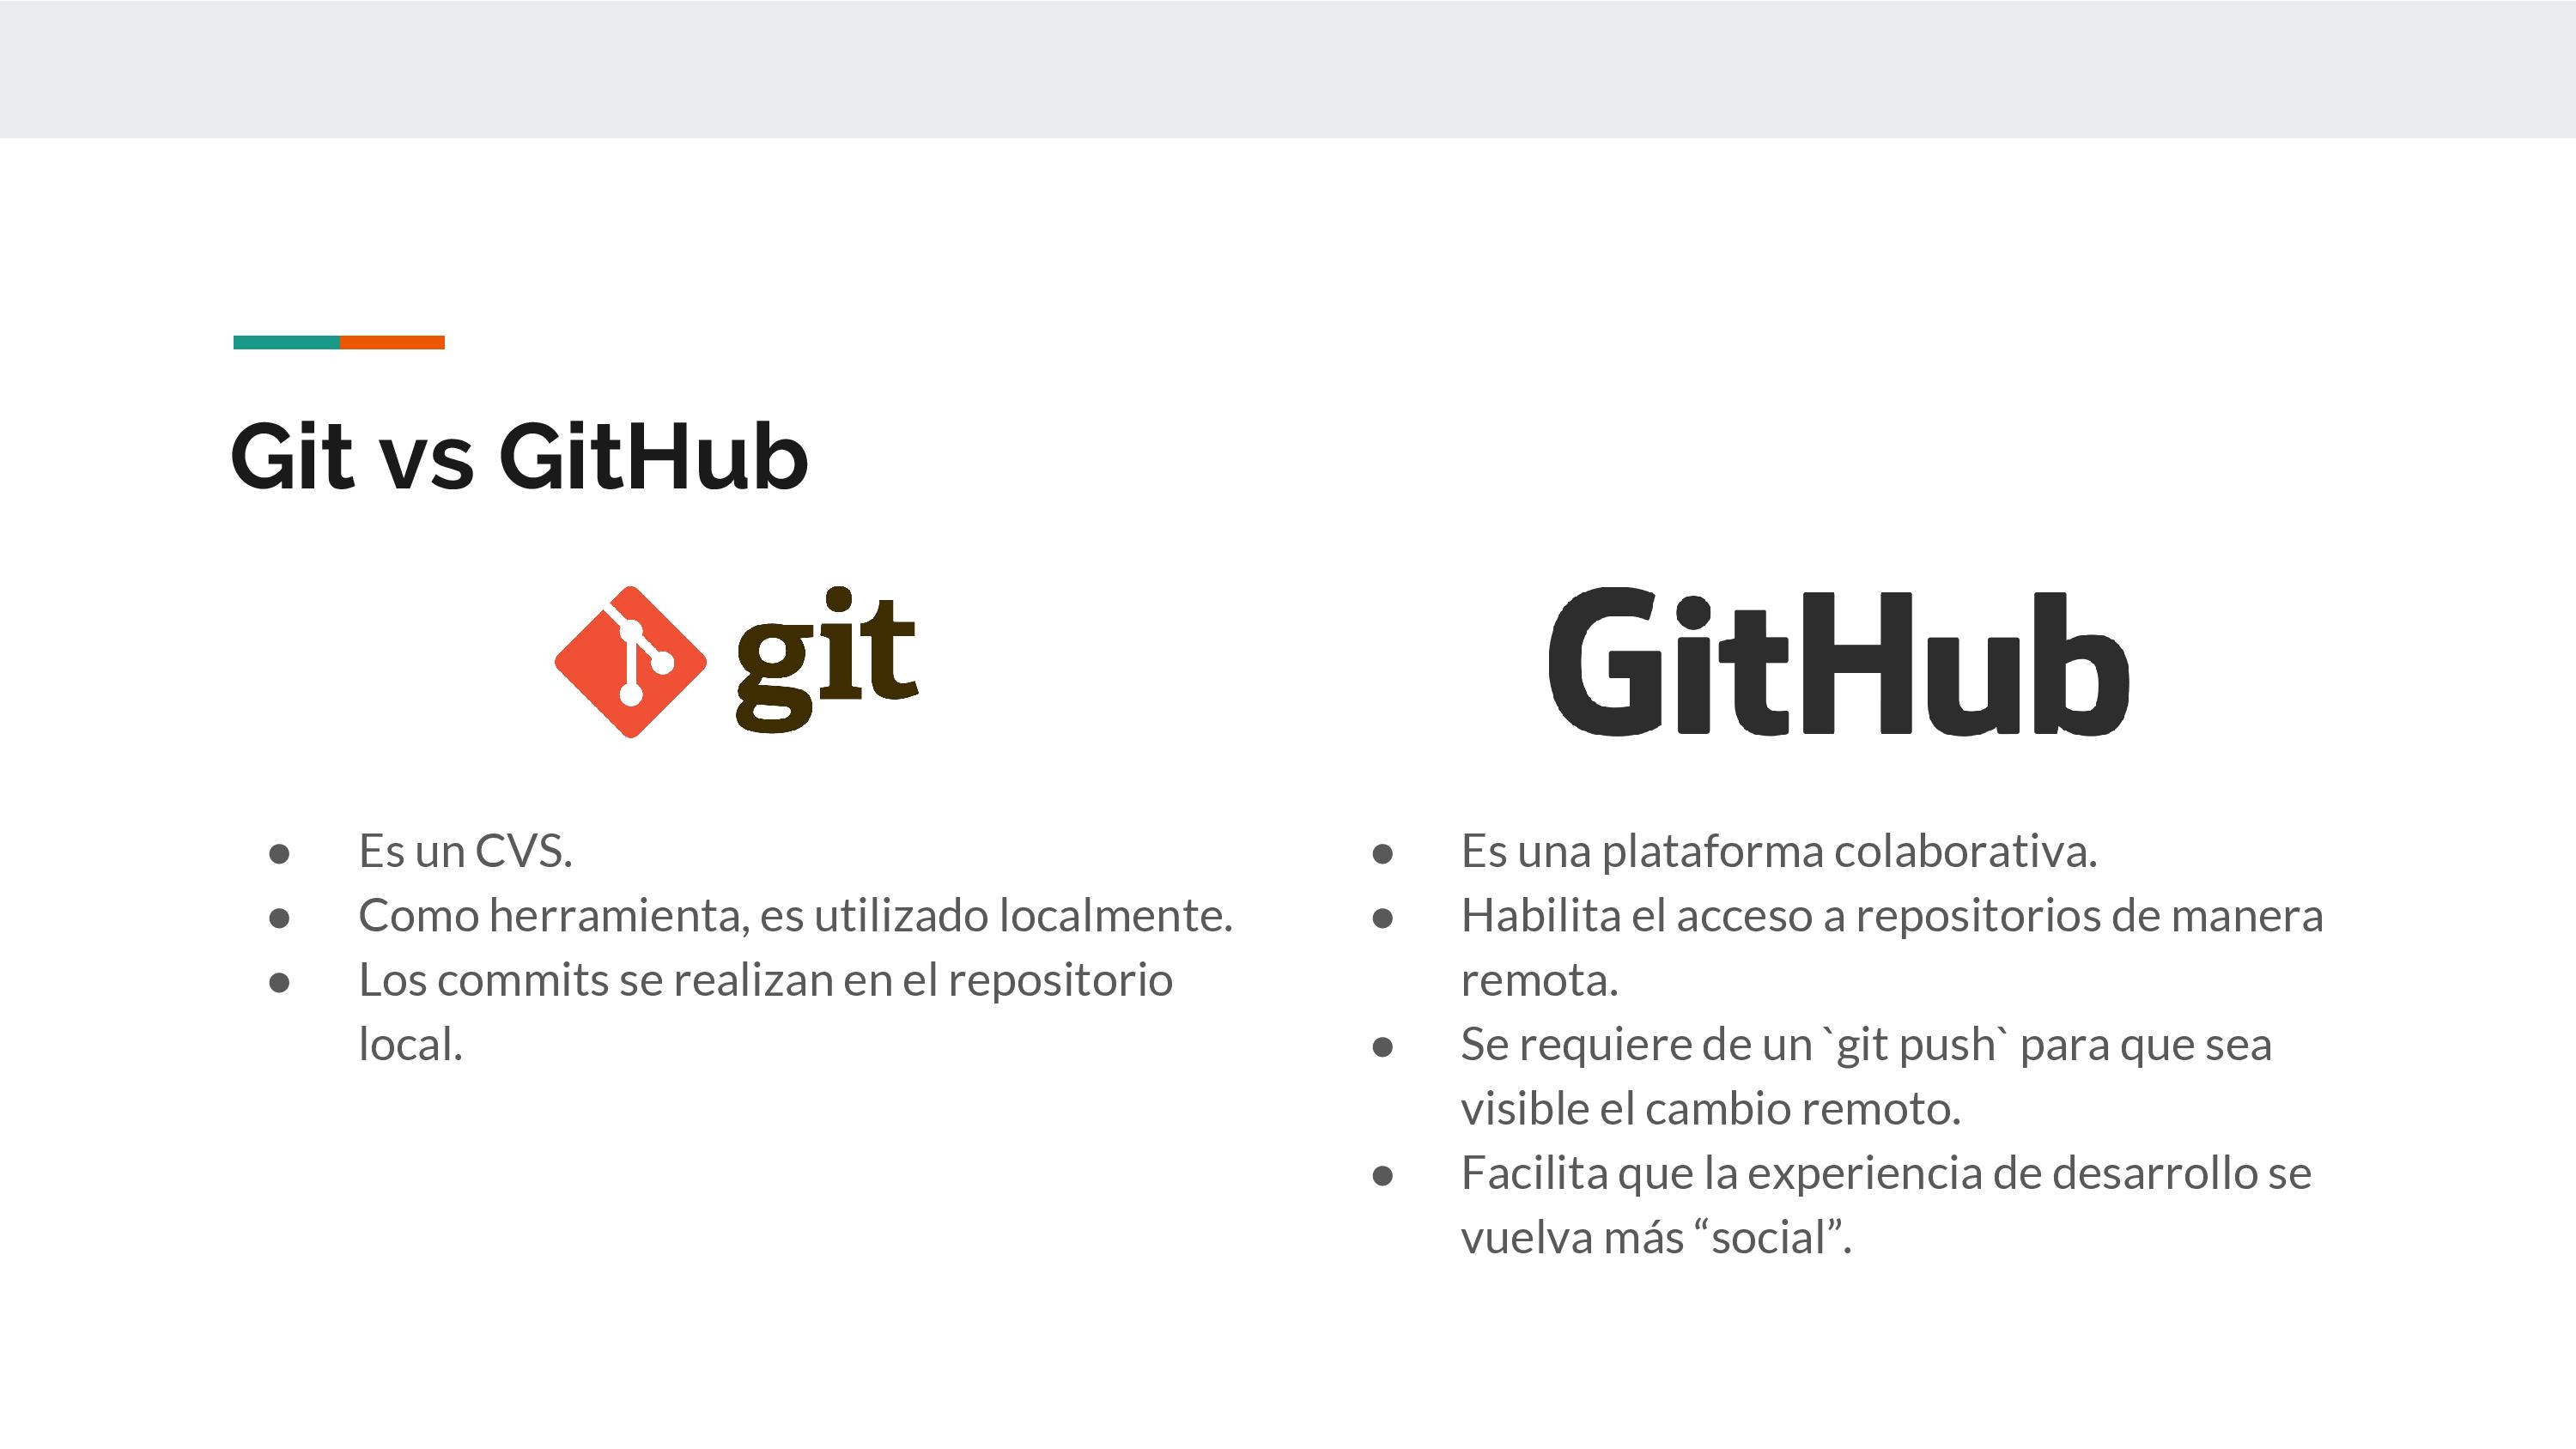 Git vs GitHub
git
GitHub
● Es un CVS.
● Como herramienta, es utilizado localmente.
● Los commits se realizan en el repositorio
local.
● Es una plataforma colaborativa.
● Habilita el acceso a repositorios de manera
remota.
● Se requiere de un `git push` para que sea
visible el cambio remoto.
● Facilita que la experiencia de desarrollo se
vuelva más “social”.